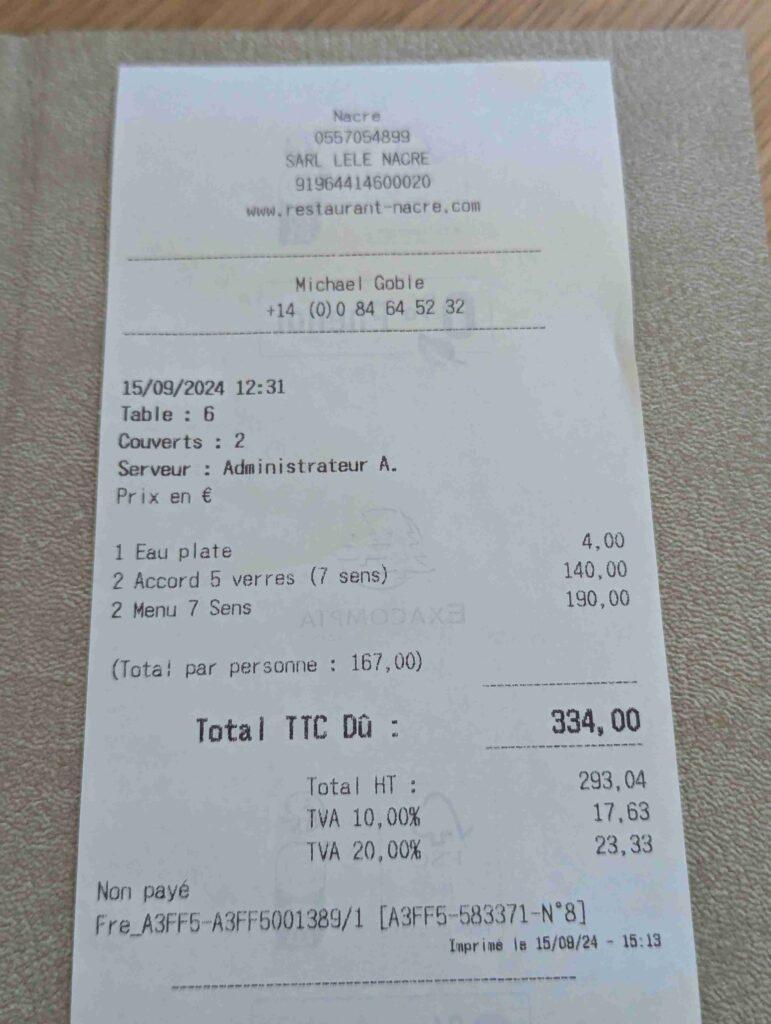 Nacre
0557054899
SARL LELE NACRE
91964414600020
www.restaurant-nacre.com
Michael Goble
+14 (0)0 84 64 52 32
15/09/2024 12:31
Table : 6
Couverts : 2
Serveur : Administrateur A.
Prix en €
1 Eau plate 4,00
2 Accord 5 verres (7 sens) 140,00
2 Menu 7 Sens 190,00
EXACOMPTA
(Total par personne : 167,00)
Total TTC Dû : 334,00
Total HT : 293,04
TVA 10,00% 17,63
TVA 20,00% 23,33
Non payé
Fre_A3FF5-A3FF5001389/1 [A3FF5-583371-N°8]
Imprimé le 15/09/24 - 15:13